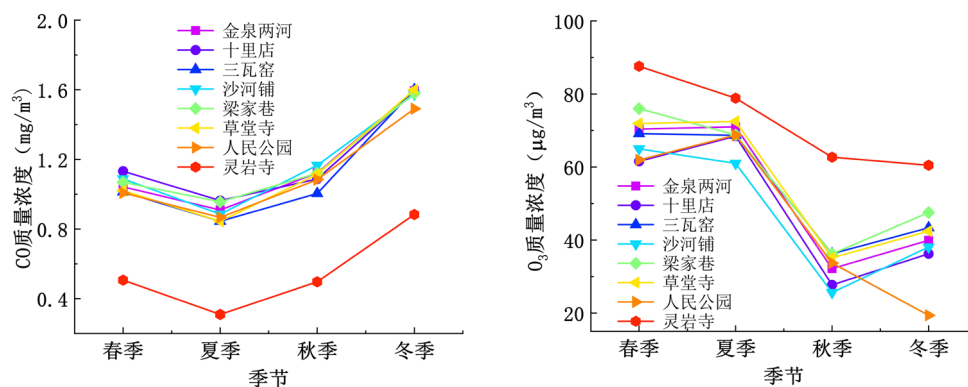 CO质量浓度（mg/m³）
2.0
1.6
1.2
0.8
0.4
金泉两河
十里店
三瓦窑
沙河铺
梁家巷
草堂寺
人民公园
灵岩寺
春季 夏季 秋季 冬季
季节
O₃质量浓度（μg/m³）
100
80
60
40
20
金泉两河
十里店
三瓦窑
沙河铺
梁家巷
草堂寺
人民公园
灵岩寺
春季 夏季 秋季 冬季
季节